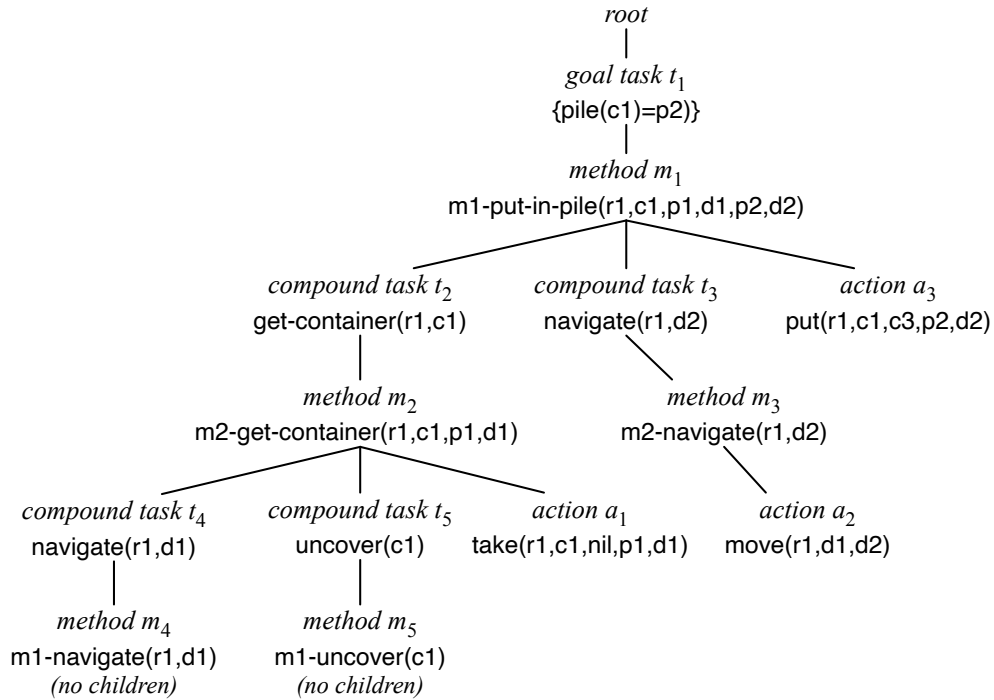 root
goal task t1
{pile(c1)=p2)}
method m1
m1-put-in-pile(r1,c1,p1,d1,p2,d2)
compound task t2 compound task t3 action a3
get-container(r1,c1) navigate(r1,d2) put(r1,c1,c3,p2,d2)
method m2 method m3
m2-get-container(r1,c1,p1,d1) m2-navigate(r1,d2)
compound task t4 compound task t5 action a1 action a2
navigate(r1,d1) uncover(c1) take(r1,c1,nil,p1,d1) move(r1,d1,d2)
method m4 method m5
m1-navigate(r1,d1) m1-uncover(c1)
(no children) (no children)